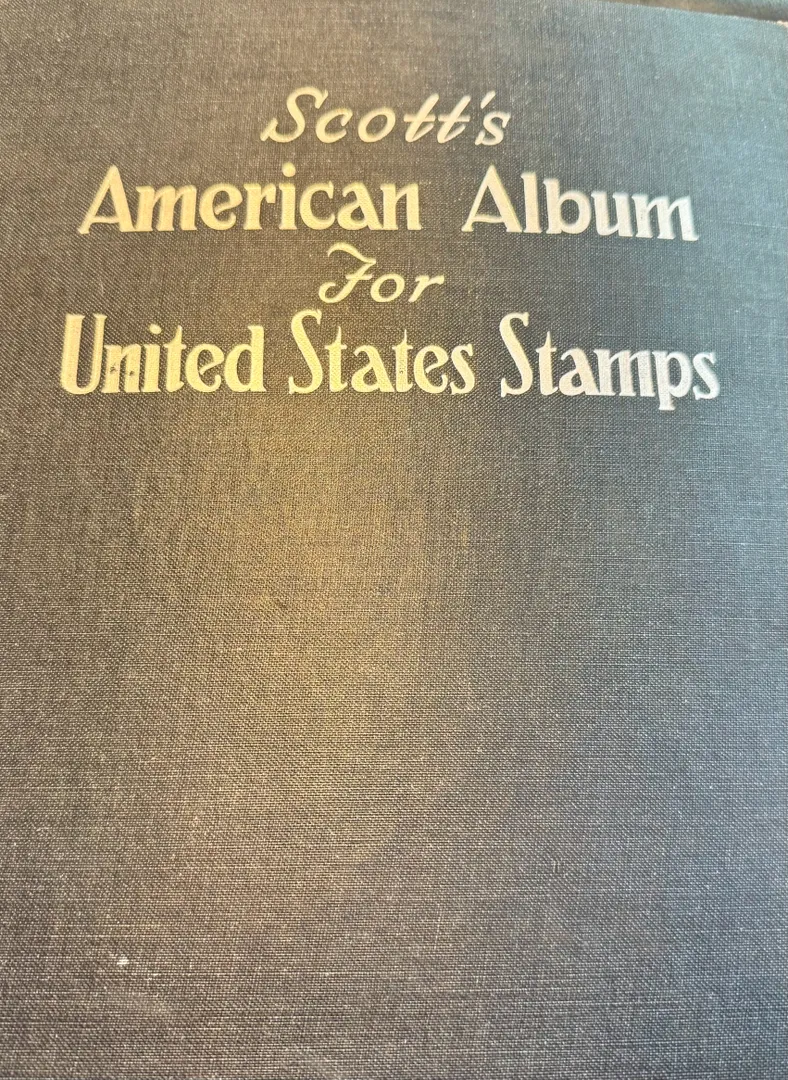 Scott's
American Album
For
United States Stamps